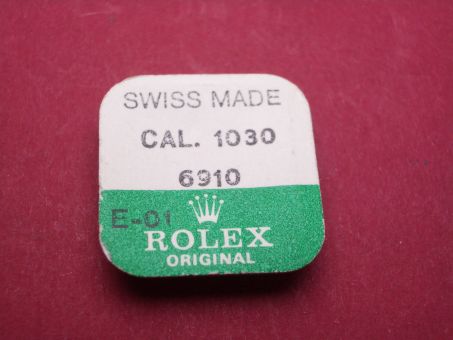 SWISS MADE
CAL. 1030
6910
E-01
ROLEX
ORIGINAL